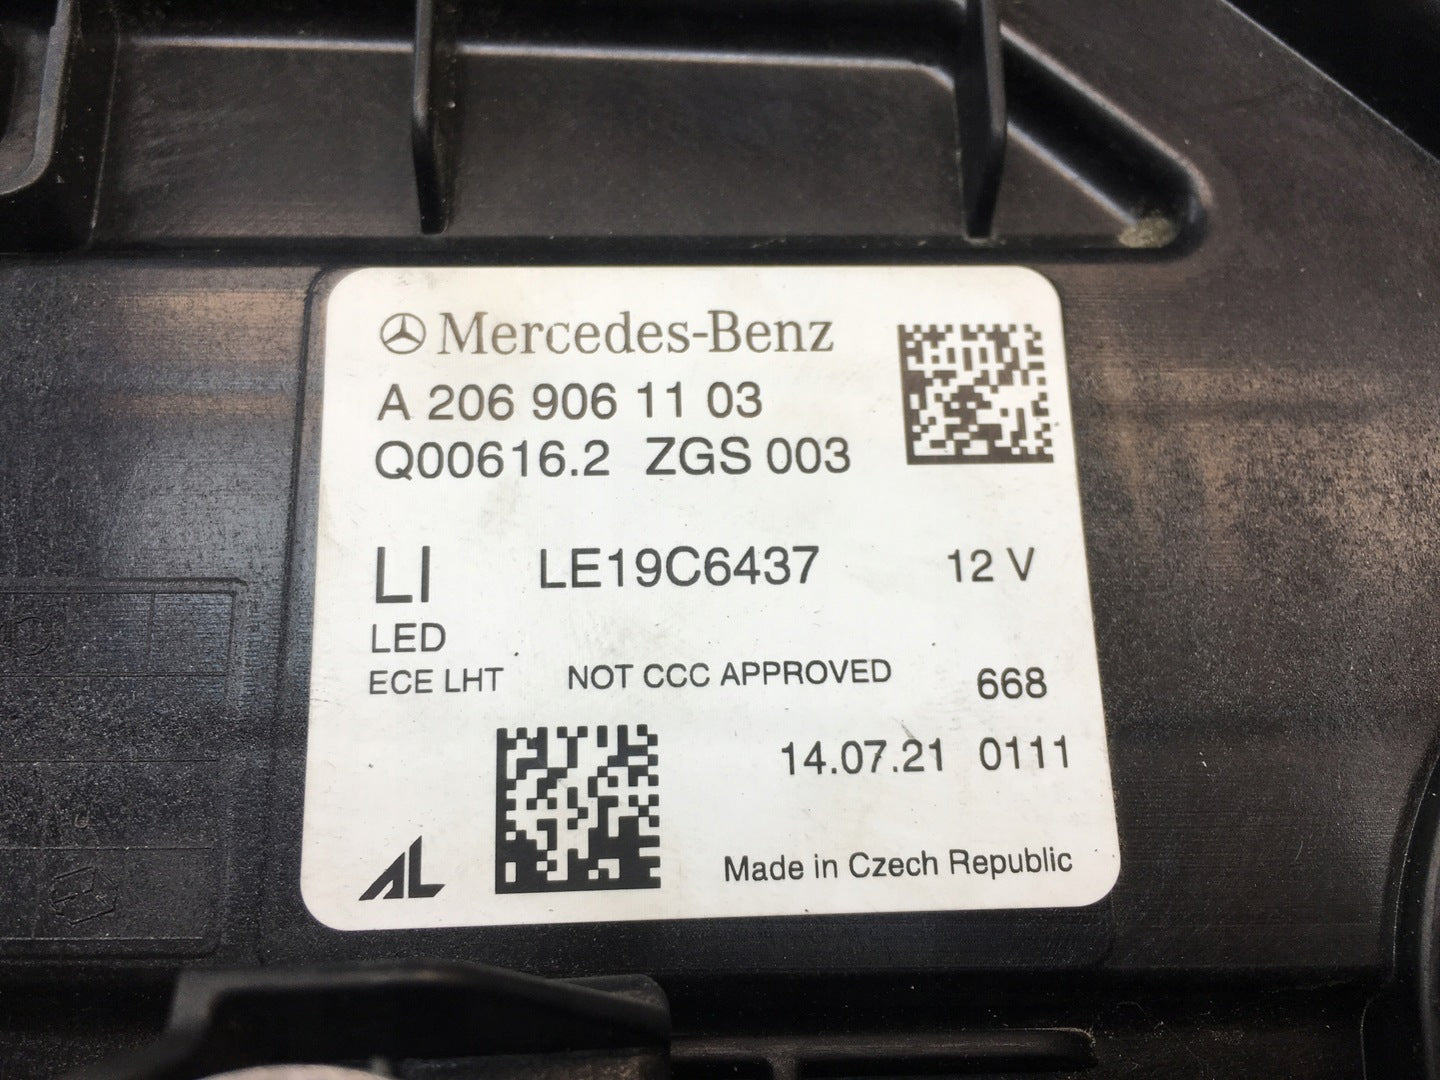 Mercedes-Benz
A 206 906 11 03
Q00616.2 ZGS 003
LI LE19C6437 12 V
LED
ECE LHT NOT CCC APPROVED 668
14.07.21 0111
AL Made in Czech Republic